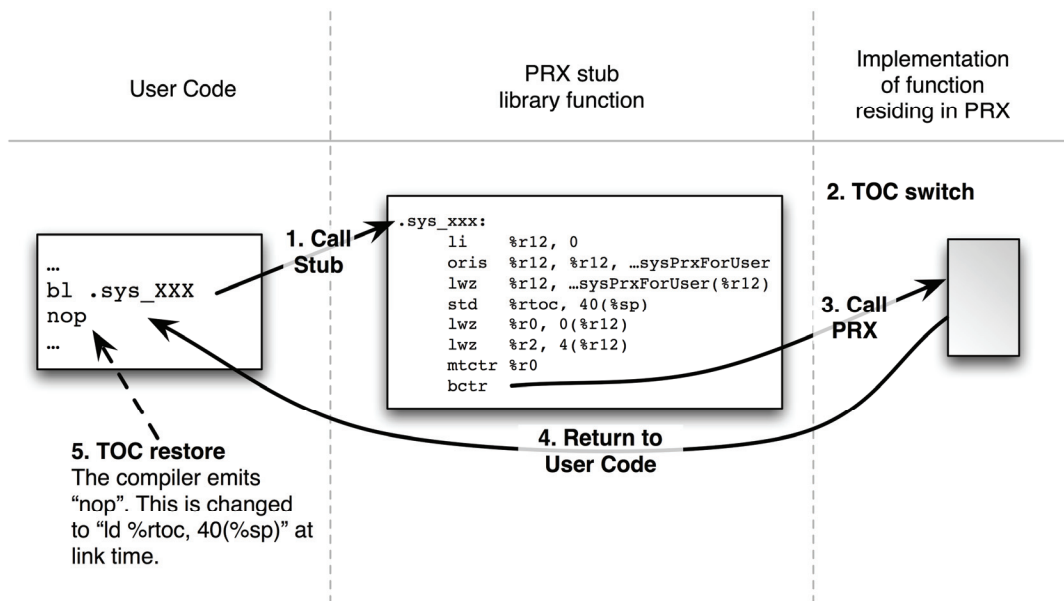 User Code
PRX stub
library function
Implementation
of function
residing in PRX
2. TOC switch
1. Call
Stub
…
bl .sys_XXX
nop
…
.sys_xxx:
li %r12, 0
oris %r12, %r12, …sysPrxForUser
lwz %r12, …sysPrxForUser(%r12)
std %rtoc, 40(%sp)
lwz %r0, 0(%r12)
lwz %r2, 4(%r12)
mtctr %r0
bctr
3. Call
PRX
4. Return to
User Code
5. TOC restore
The compiler emits
“nop”. This is changed
to “ld %rtoc, 40(%sp)” at
link time.